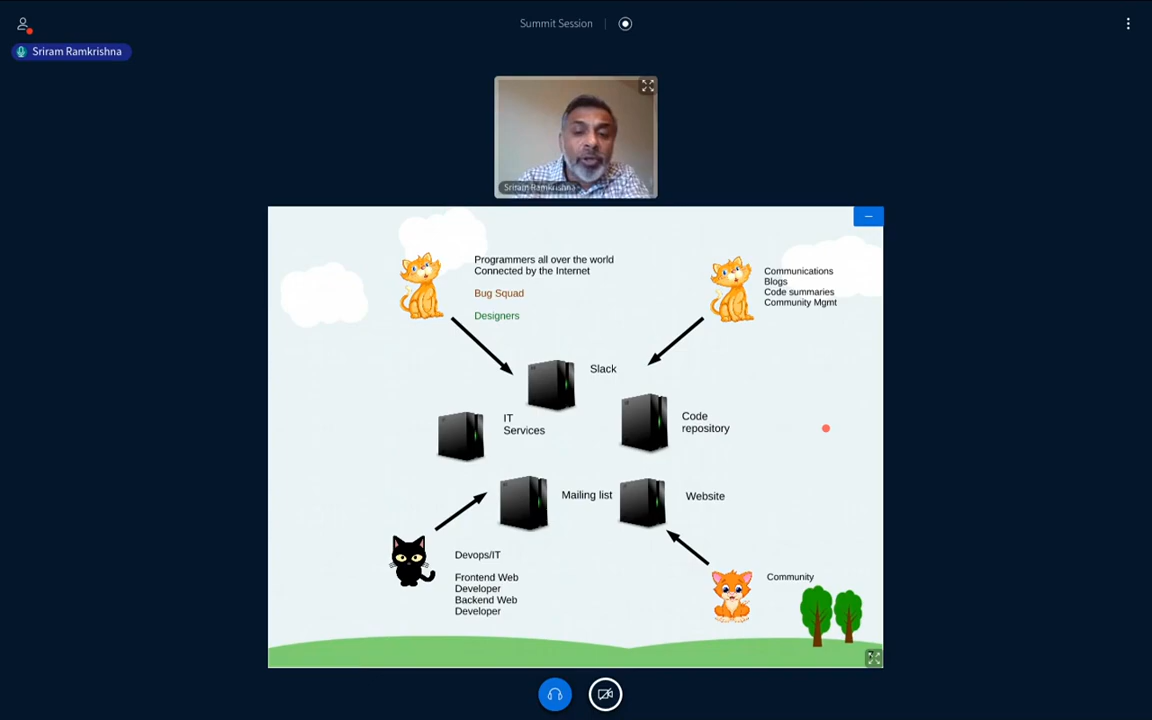 Summit Session
Sriram Ramkrishna
Sriram Ramkrishna
Programmers all over the world
Connected by the Internet
Bug Squad
Designers
Communications
Blogs
Code summaries
Community Mgmt
Slack
IT
Services
Code
repository
Mailing list
Website
Devops/IT
Frontend Web
Developer
Backend Web
Developer
Community